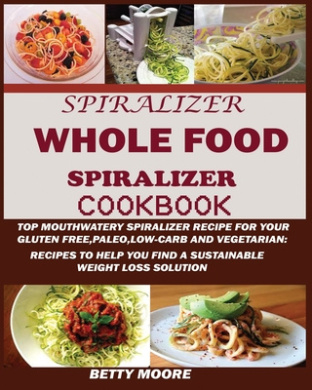 SPIRALIZER
WHOLE FOOD
SPIRALIZER
COOKBOOK
TOP MOUTHWATERY SPIRALIZER RECIPE FOR YOUR
GLUTEN FREE,PALEO,LOW-CARB AND VEGETARIAN:
RECIPES TO HELP YOU FIND A SUSTAINABLE
WEIGHT LOSS SOLUTION
BETTY MOORE